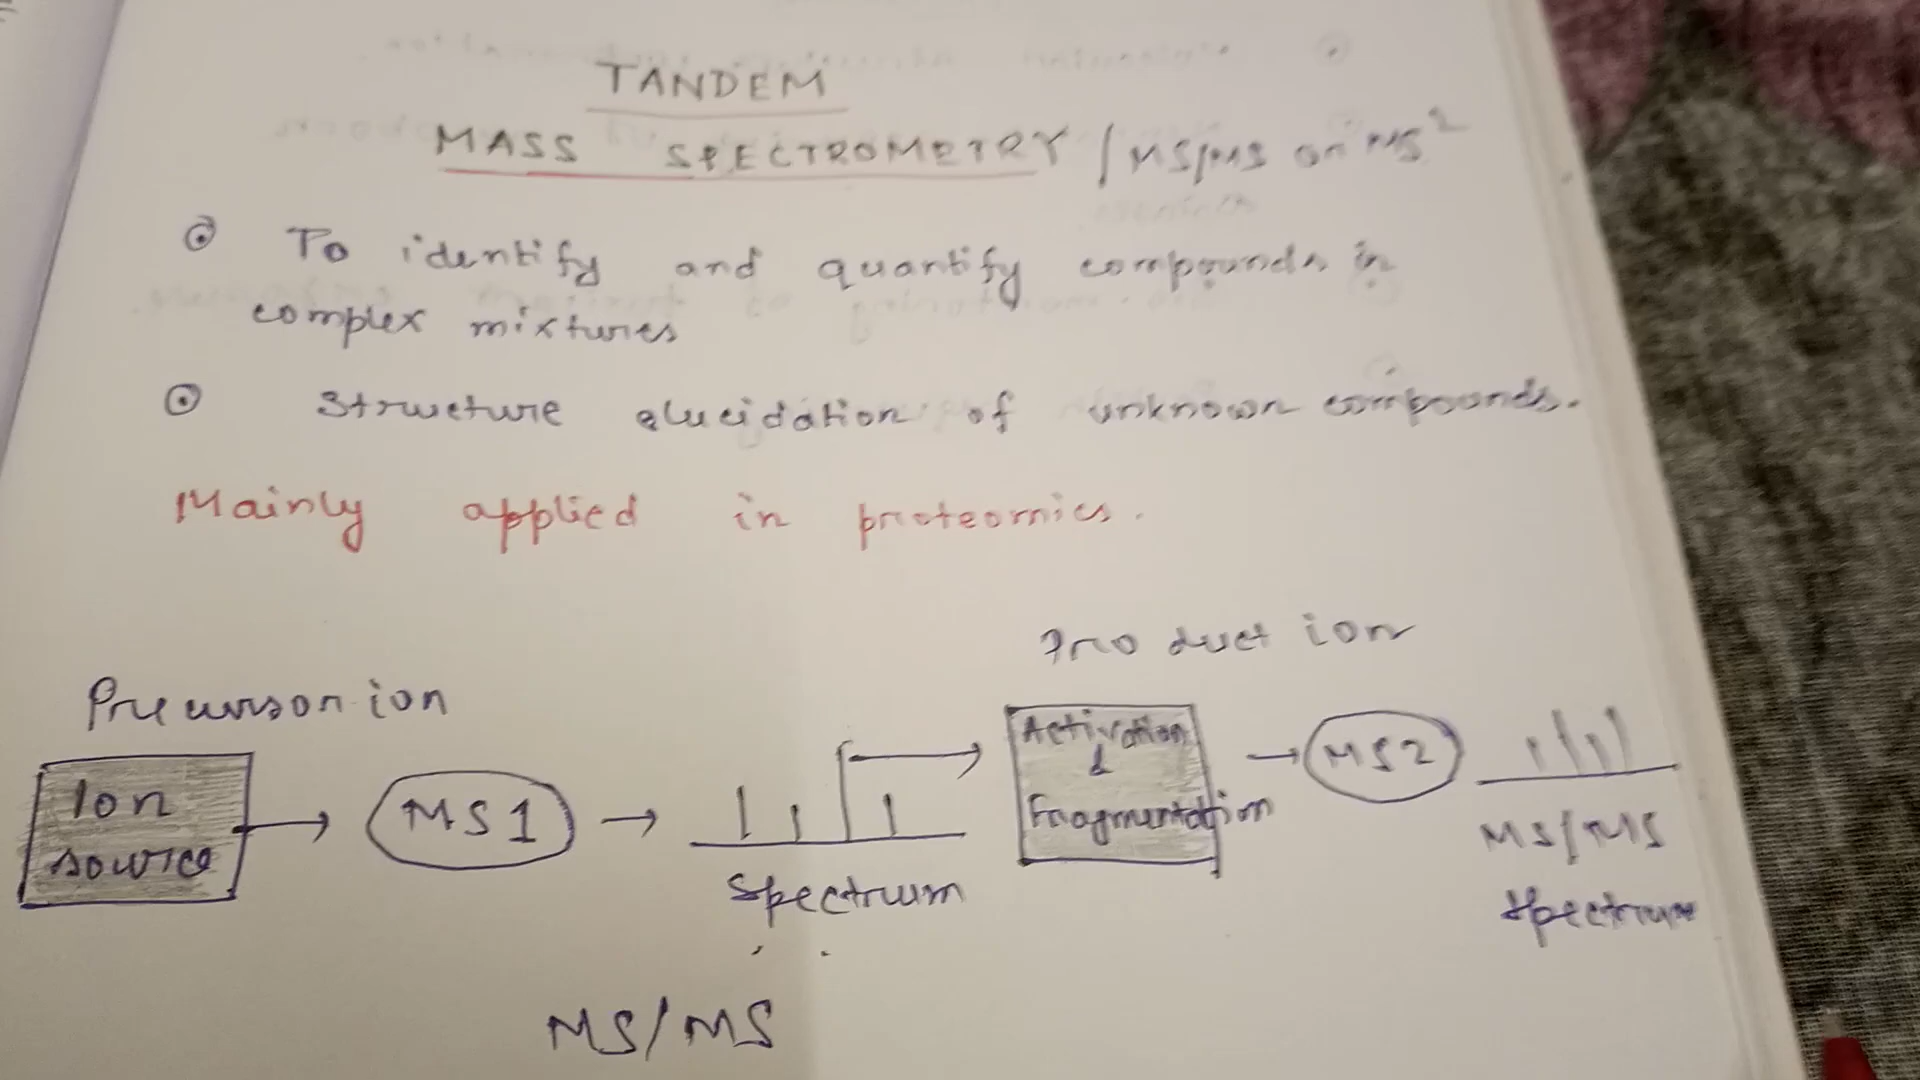 TANDEM
MASS SPECTROMETRY / MS/MS or MS²
To identify and quantify compounds in
complex mixtures
Structure elucidation of unknown compounds.
Mainly applied in proteomics.
Product ion
Precursor ion
Activation
&
Fragmentation
MS2
Ion
source
MS1
MS/MS
Spectrum
Spectrum
MS/MS